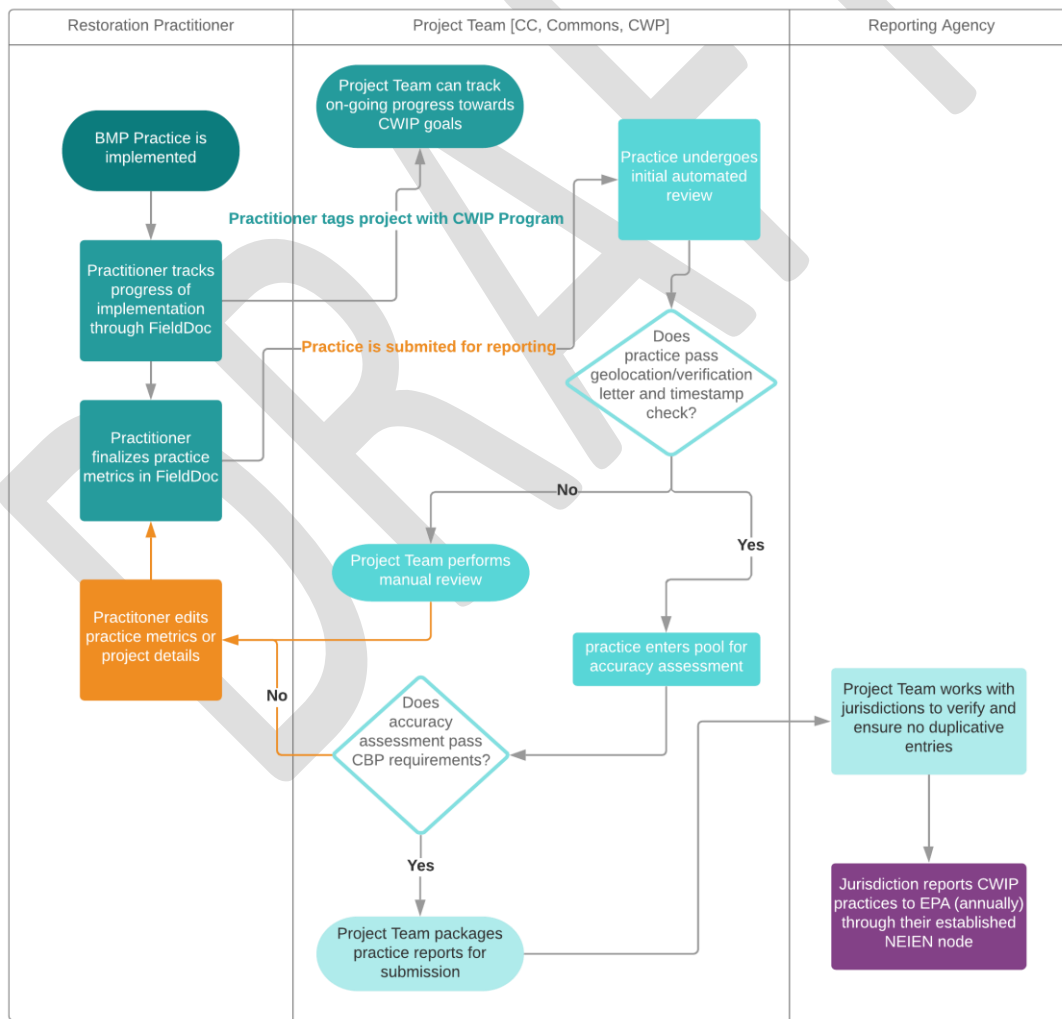 Restoration Practitioner
Project Team [CC, Commons, CWP]
Reporting Agency
BMP Practice is
implemented
Practitioner tracks
progress of
implementation
through FieldDoc
Practitioner
finalizes practice
metrics in FieldDoc
Practitoner edits
practice metrics or
project details
Project Team can track
on-going progress towards
CWIP goals
Practitioner tags project with CWIP Program
Practice is submited for reporting
Practice undergoes
initial automated
review
Does
practice pass
geolocation/verification
letter and timestamp
check?
No
Yes
Project Team performs
manual review
practice enters pool for
accuracy assessment
Does
accuracy
assessment pass
CBP requirements?
No
Yes
Project Team packages
practice reports for
submission
Project Team works with
jurisdictions to verify and
ensure no duplicative
entries
Jurisdiction reports CWIP
practices to EPA (annually)
through their established
NEIEN node
DRAFT